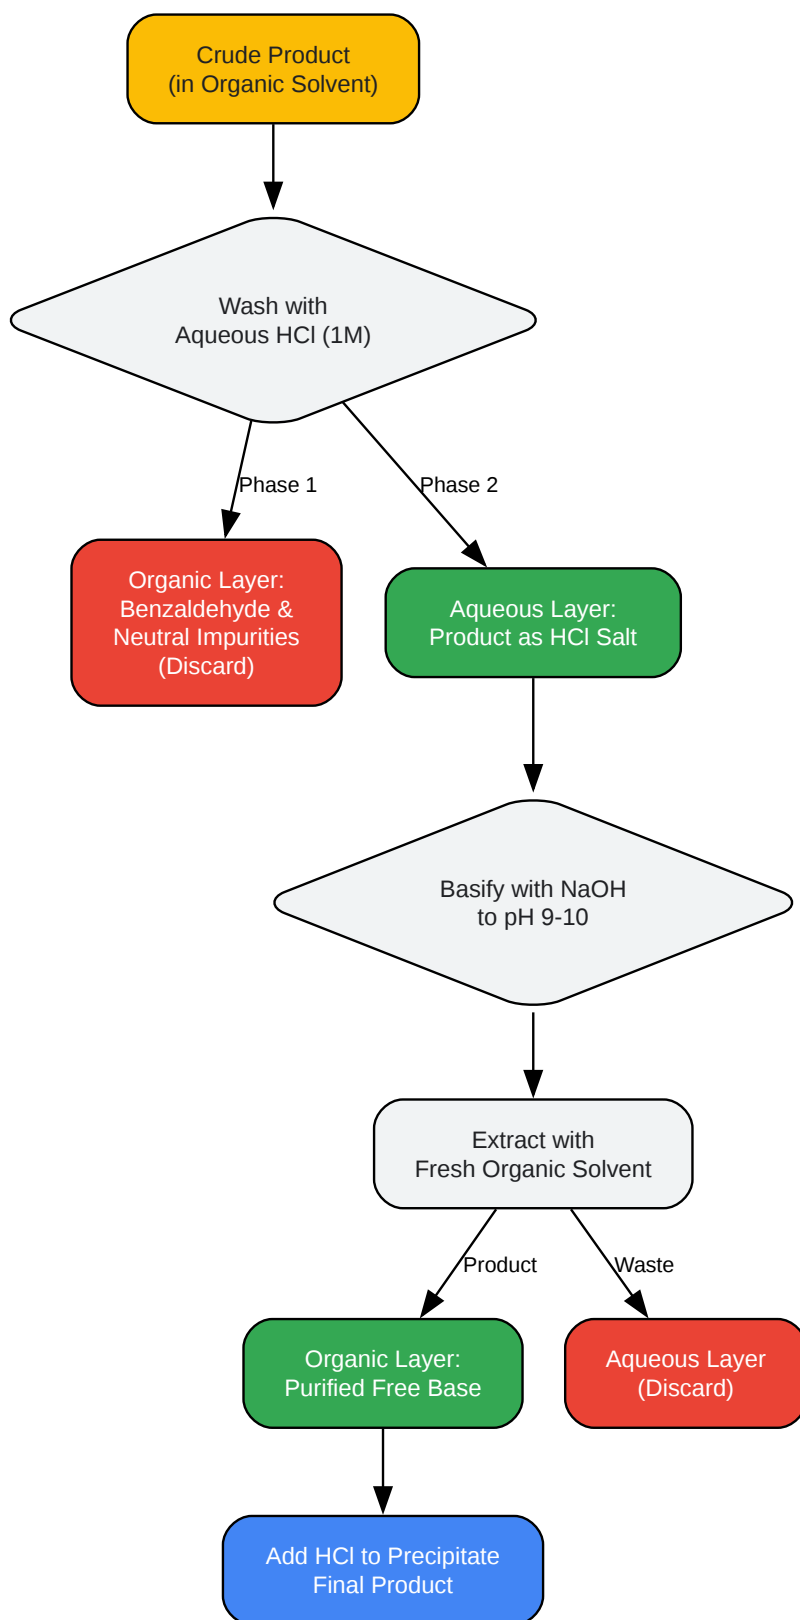 Crude Product
(in Organic Solvent)
Wash with
Aqueous HCl (1M)
Phase 1
Phase 2
Organic Layer:
Benzaldehyde &
Neutral Impurities
(Discard)
Aqueous Layer:
Product as HCl Salt
Basify with NaOH
to pH 9-10
Extract with
Fresh Organic Solvent
Product
Waste
Organic Layer:
Purified Free Base
Aqueous Layer
(Discard)
Add HCl to Precipitate
Final Product